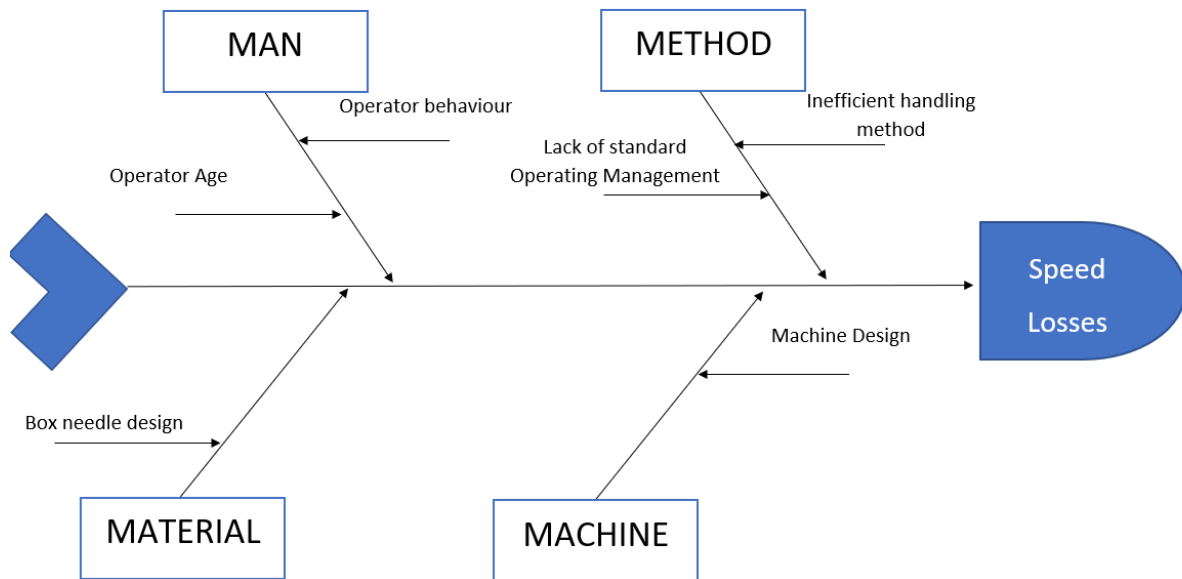 MAN
METHOD
Operator behaviour
Inefficient handling
method
Lack of standard
Operating Management
Operator Age
Speed
Losses
Machine Design
Box needle design
MATERIAL
MACHINE